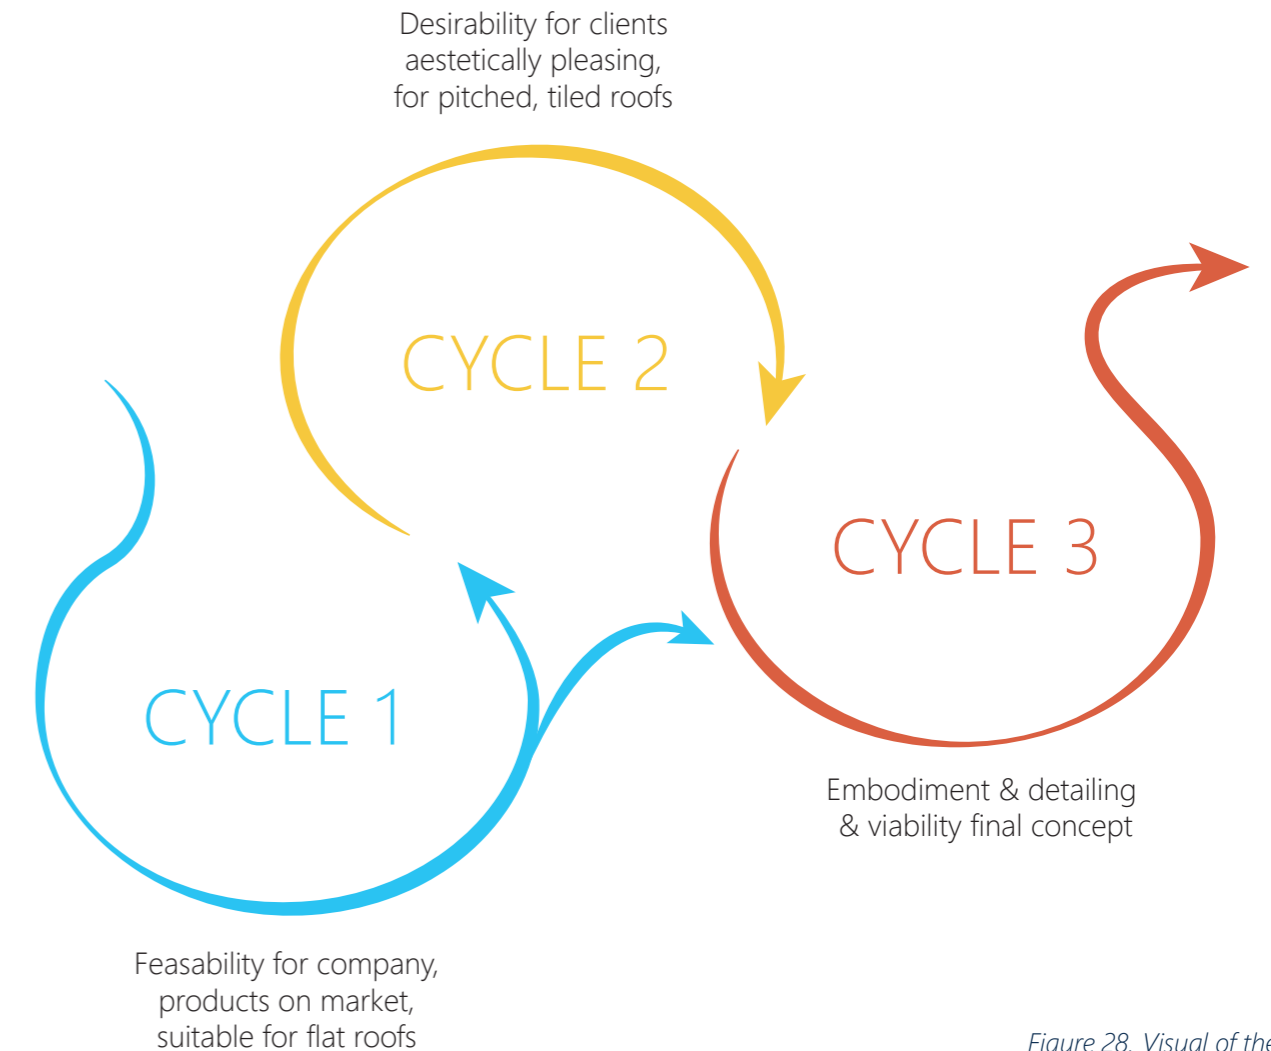 Desirability for clients
aestetically pleasing,
for pitched, tiled roofs
CYCLE 2
CYCLE 3
CYCLE 1
Embodiment & detailing
& viability final concept
Feasability for company,
products on market,
suitable for flat roofs
Figure 28. Visual of the